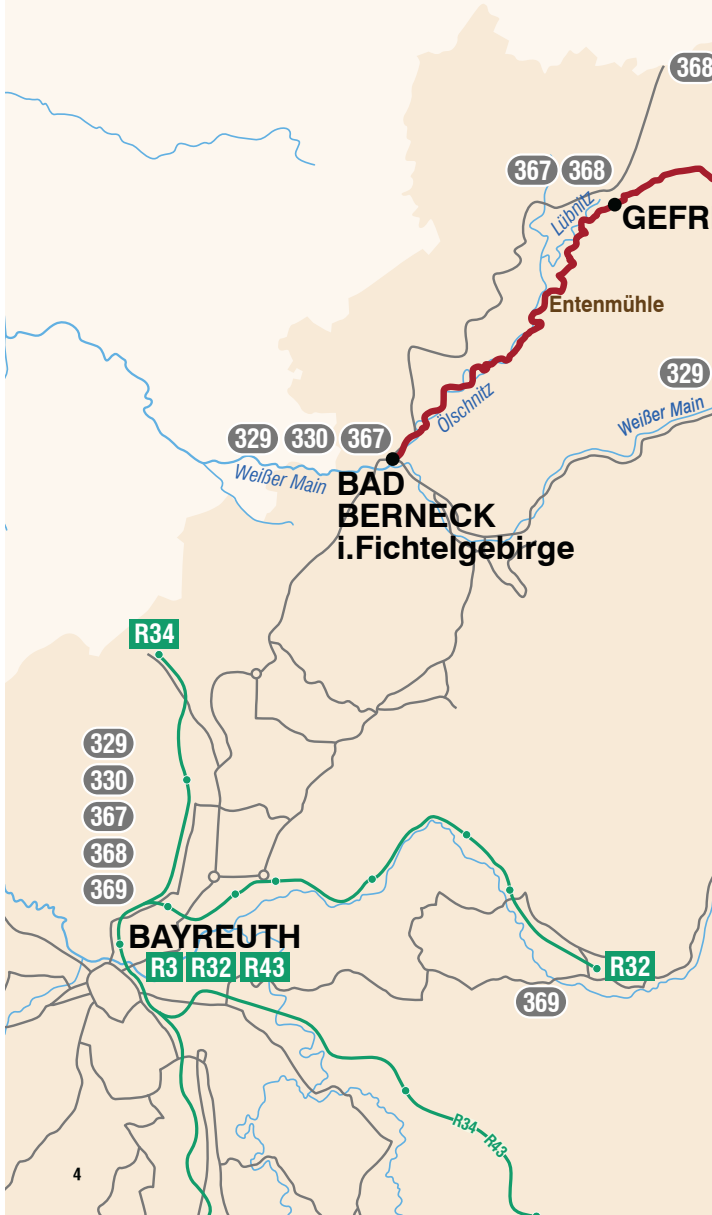 368
367 368
Lübnitz
GEFR
Entenmühle
329
Weißer Main
Ölschnitz
329 330 367
Weißer Main
BAD
BERNECK
i.Fichtelgebirge
R34
329
330
367
368
369
BAYREUTH
R3 R32 R43
R32
369
R34 R43
4